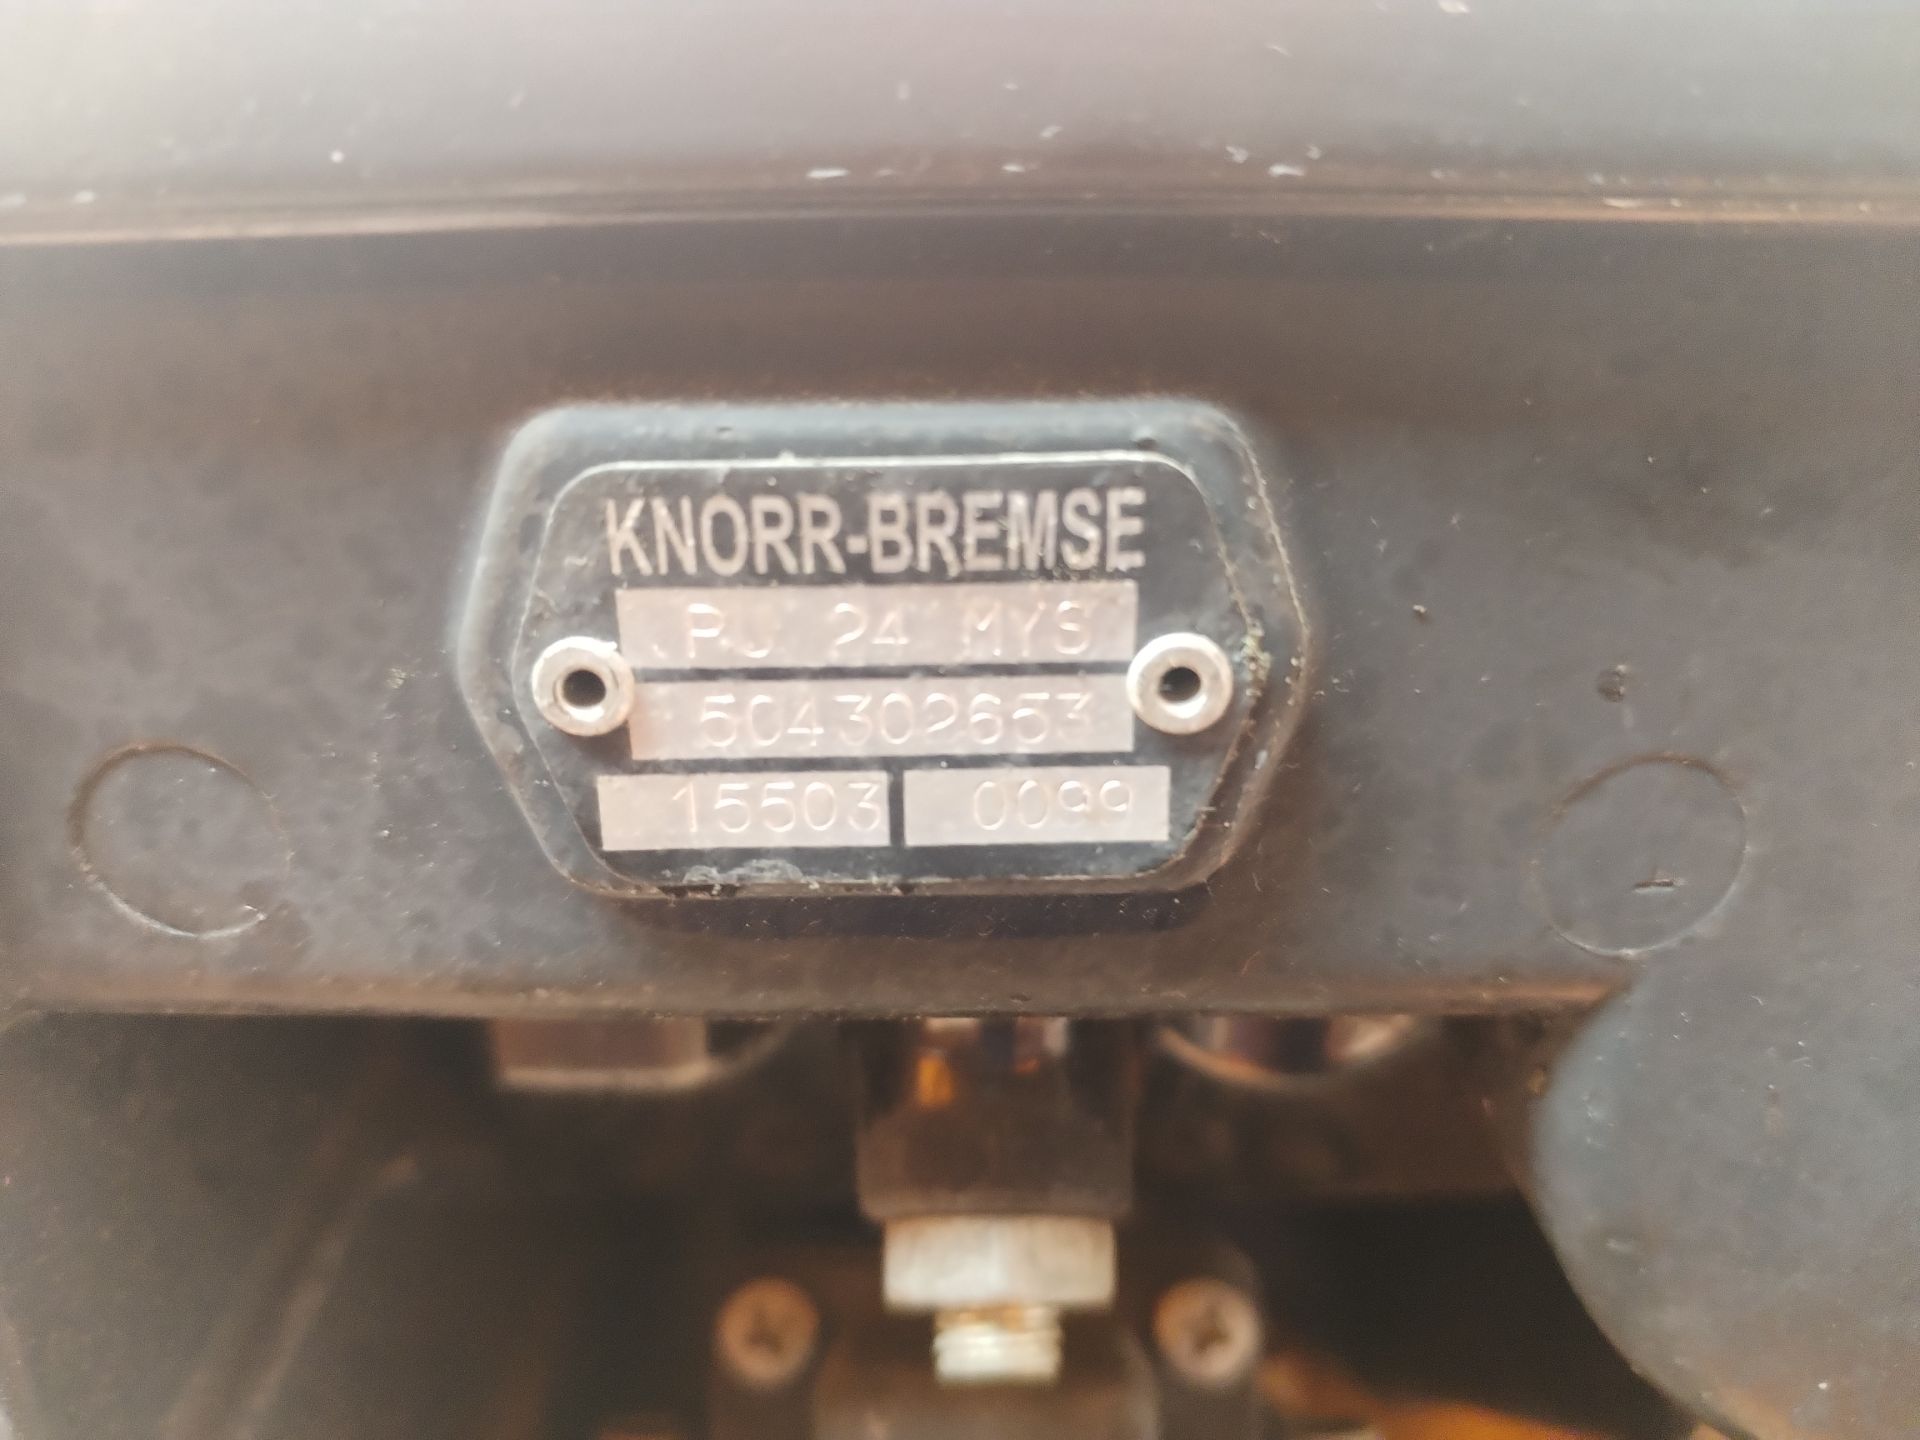 KNORR-BREMSE
PJ 24 MYS
504302653
15503 0099